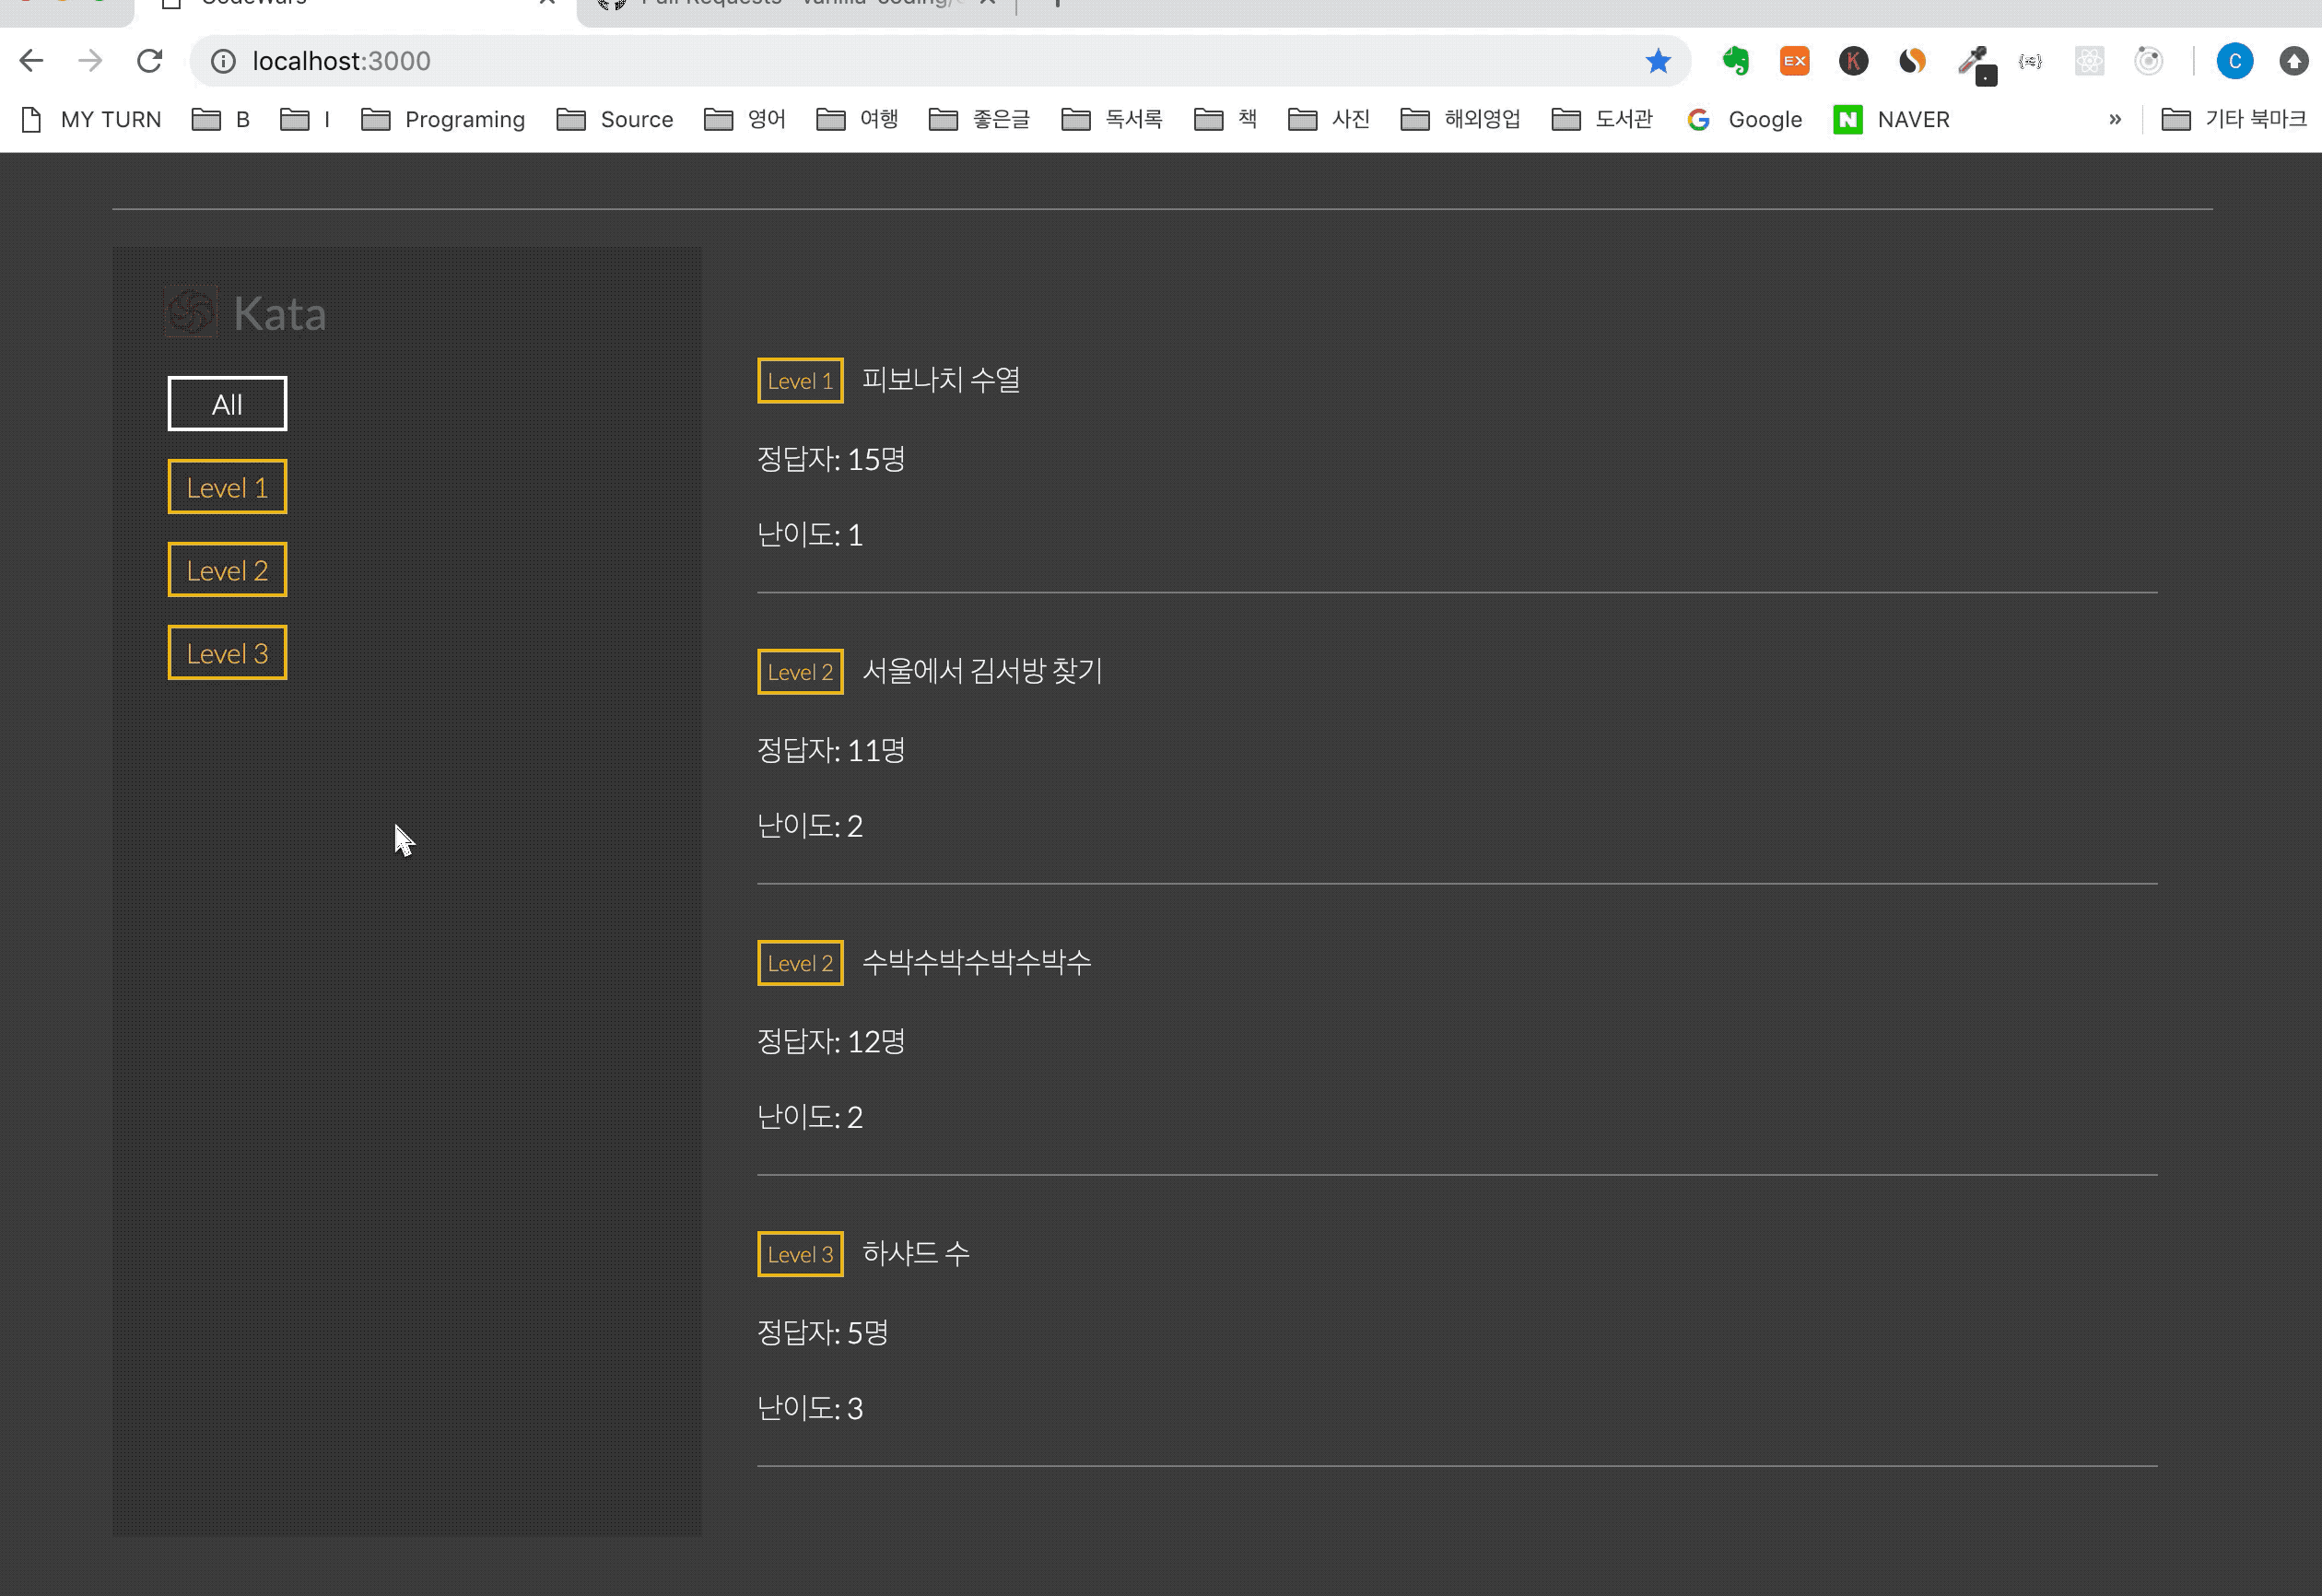 localhost:3000
MY TURN B I Programing Source 영어 여행 좋은글 독서록 책 사진 해외영업 도서관 Google NAVER » 기타 북마크
Kata
All
Level 1
Level 2
Level 3
Level 1 피보나치 수열
정답자: 15명
난이도: 1
Level 2 서울에서 김서방 찾기
정답자: 11명
난이도: 2
Level 2 수박수박수박수박수
정답자: 12명
난이도: 2
Level 3 하샤드 수
정답자: 5명
난이도: 3